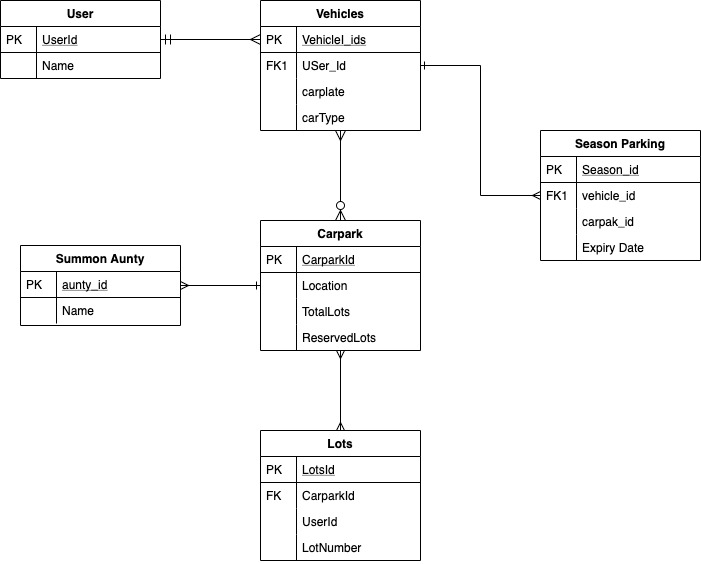 User
PK UserId
Name
Vehicles
PK VehicleI_ids
FK1 USer_Id
carplate
carType
Season Parking
PK Season_id
FK1 vehicle_id
carpak_id
Expiry Date
Carpark
PK CarparkId
Location
TotalLots
ReservedLots
Summon Aunty
PK aunty_id
Name
Lots
PK LotsId
FK CarparkId
UserId
LotNumber